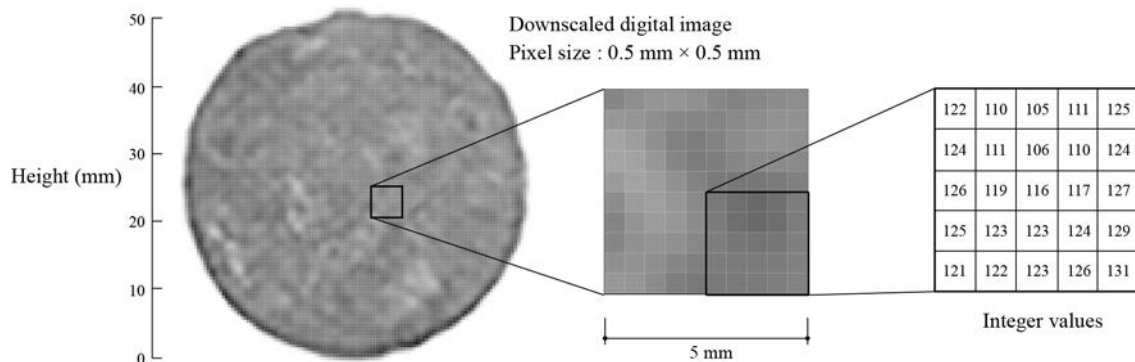 Downscaled digital image
Pixel size : 0.5 mm × 0.5 mm
Height (mm)
50
40
30
20
10
0
5 mm
122 110 105 111 125
124 111 106 110 124
126 119 116 117 127
125 123 123 124 129
121 122 123 126 131
Integer values